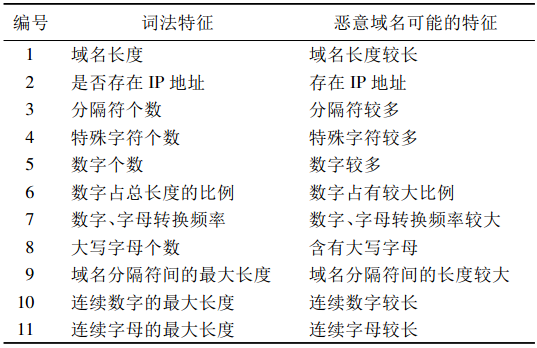 编号 词法特征 恶意域名可能的特征
1 域名长度 域名长度较长
2 是否存在 IP 地址 存在 IP 地址
3 分隔符个数 分隔符较多
4 特殊字符个数 特殊字符较多
5 数字个数 数字较多
6 数字占总长度的比例 数字占有较大比例
7 数字、字母转换频率 数字、字母转换频率较大
8 大写字母个数 含有大写字母
9 域名分隔符间的最大长度 域名分隔符间的长度较大
10 连续数字的最大长度 连续数字较长
11 连续字母的最大长度 连续字母较长